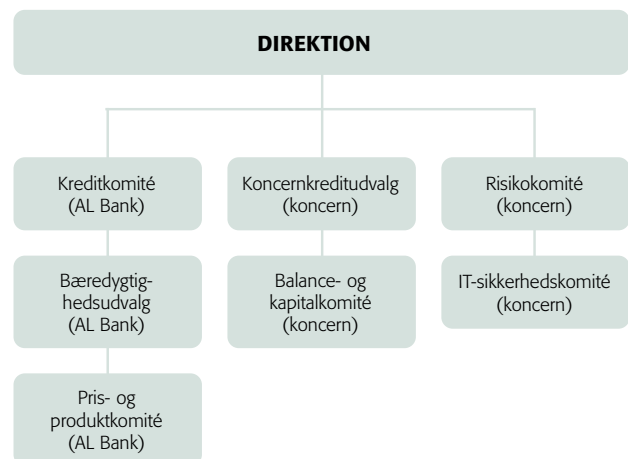 DIREKTION
Kreditkomité
(AL Bank)
Koncernkreditudvalg
(koncern)
Risikokomité
(koncern)
Bæredygtig-
hedsudvalg
(AL Bank)
Balance- og
kapitalkomité
(koncern)
IT-sikkerhedskomité
(koncern)
Pris- og
produktkomité
(AL Bank)